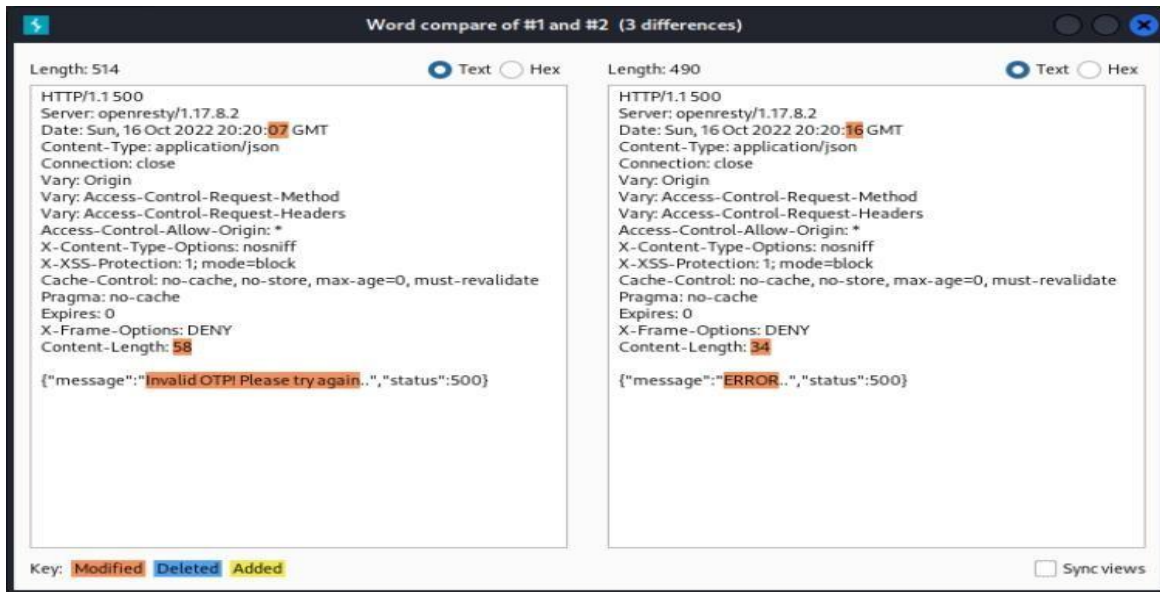 Word compare of #1 and #2 (3 differences)
Length: 514 Text Hex
HTTP/1.1 500
Server: openresty/1.17.8.2
Date: Sun, 16 Oct 2022 20:20:07 GMT
Content-Type: application/json
Connection: close
Vary: Origin
Vary: Access-Control-Request-Method
Vary: Access-Control-Request-Headers
Access-Control-Allow-Origin: *
X-Content-Type-Options: nosniff
X-XSS-Protection: 1; mode=block
Cache-Control: no-cache, no-store, max-age=0, must-revalidate
Pragma: no-cache
Expires: 0
X-Frame-Options: DENY
Content-Length: 58
{"message":"Invalid OTP! Please try again..","status":500}
Length: 490 Text Hex
HTTP/1.1 500
Server: openresty/1.17.8.2
Date: Sun, 16 Oct 2022 20:20:16 GMT
Content-Type: application/json
Connection: close
Vary: Origin
Vary: Access-Control-Request-Method
Vary: Access-Control-Request-Headers
Access-Control-Allow-Origin: *
X-Content-Type-Options: nosniff
X-XSS-Protection: 1; mode=block
Cache-Control: no-cache, no-store, max-age=0, must-revalidate
Pragma: no-cache
Expires: 0
X-Frame-Options: DENY
Content-Length: 34
{"message":"ERROR..","status":500}
Key: Modified Deleted Added
Sync views